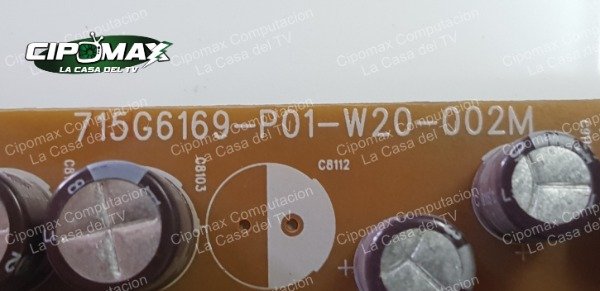 CIPOMAX
LA CASA DEL TV
715G6169-P01-W20-002M
C8103
C8112
+
Cipomax Computacion
La Casa del TV